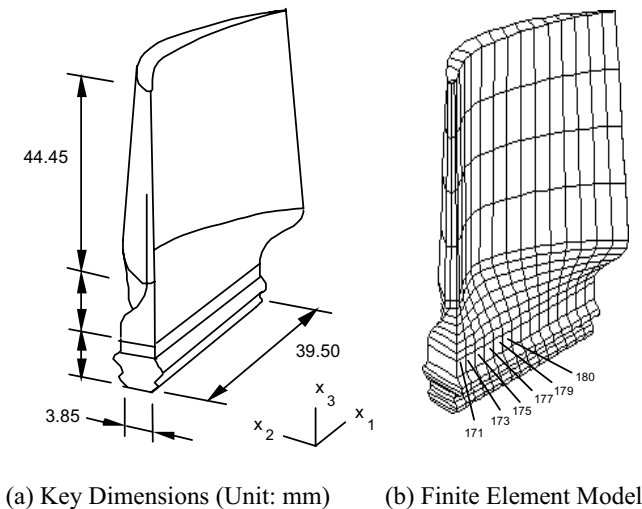 44.45
39.50
3.85
x3
x2
x1
180
179
177
175
173
171
(a) Key Dimensions (Unit: mm)
(b) Finite Element Model